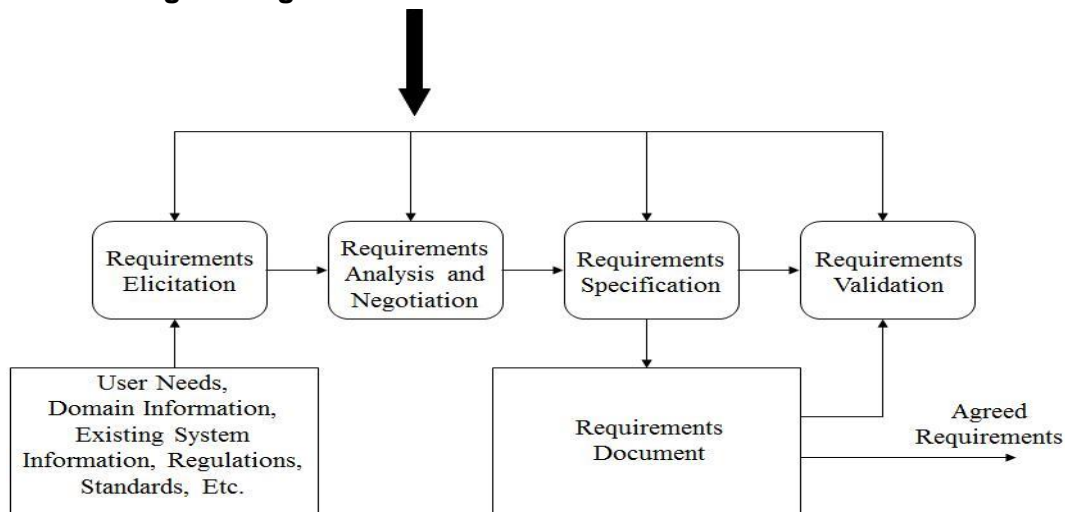 Requirements
Elicitation
Requirements
Analysis and
Negotiation
Requirements
Specification
Requirements
Validation
User Needs,
Domain Information,
Existing System
Information, Regulations,
Standards, Etc.
Requirements
Document
Agreed
Requirements